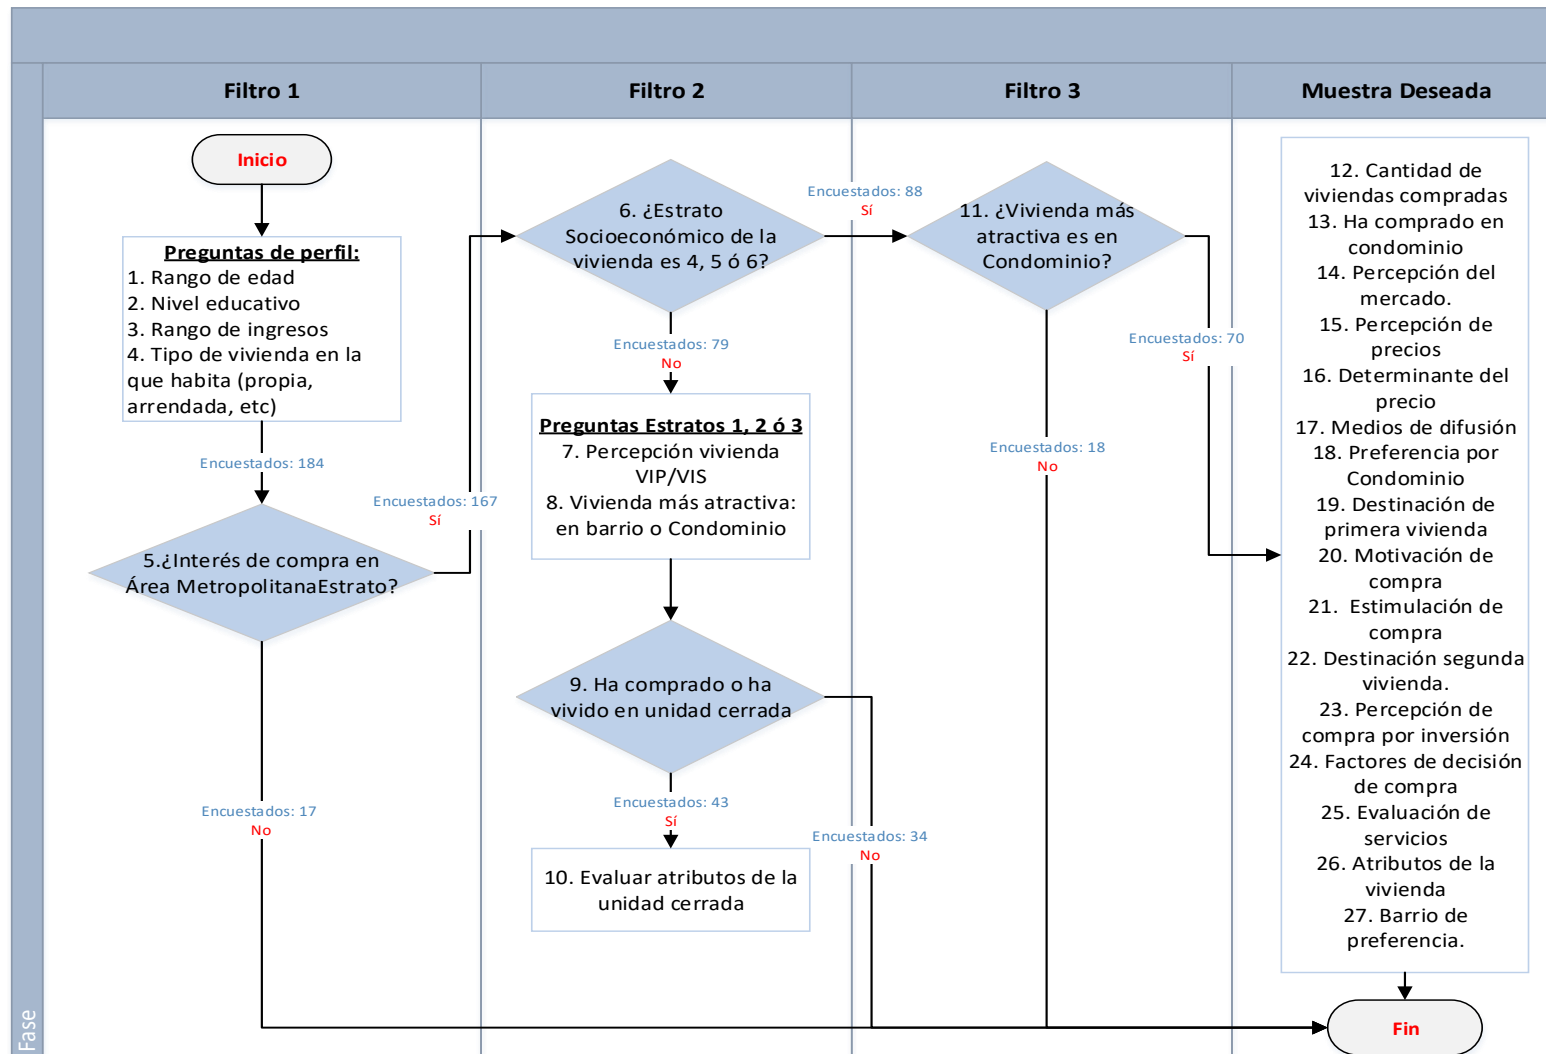 Filtro 1
Filtro 2
Filtro 3
Muestra Deseada
Fase
Inicio
Preguntas de perfil:
1. Rango de edad
2. Nivel educativo
3. Rango de ingresos
4. Tipo de vivienda en la
que habita (propia,
arrendada, etc)
Encuestados: 184
5.¿Interés de compra en
Área MetropolitanaEstrato?
Encuestados: 167
Sí
Encuestados: 17
No
6. ¿Estrato
Socioeconómico de la
vivienda es 4, 5 ó 6?
Encuestados: 88
Sí
Encuestados: 79
No
Preguntas Estratos 1, 2 ó 3
7. Percepción vivienda
VIP/VIS
8. Vivienda más atractiva:
en barrio o Condominio
9. Ha comprado o ha
vivido en unidad cerrada
Encuestados: 43
Sí
Encuestados: 34
No
10. Evaluar atributos de la
unidad cerrada
11. ¿Vivienda más
atractiva es en
Condominio?
Encuestados: 70
Sí
Encuestados: 18
No
12. Cantidad de
viviendas compradas
13. Ha comprado en
condominio
14. Percepción del
mercado.
15. Percepción de
precios
16. Determinante del
precio
17. Medios de difusión
18. Preferencia por
Condominio
19. Destinación de
primera vivienda
20. Motivación de
compra
21. Estimulación de
compra
22. Destinación segunda
vivienda.
23. Percepción de
compra por inversión
24. Factores de decisión
de compra
25. Evaluación de
servicios
26. Atributos de la
vivienda
27. Barrio de
preferencia.
Fin